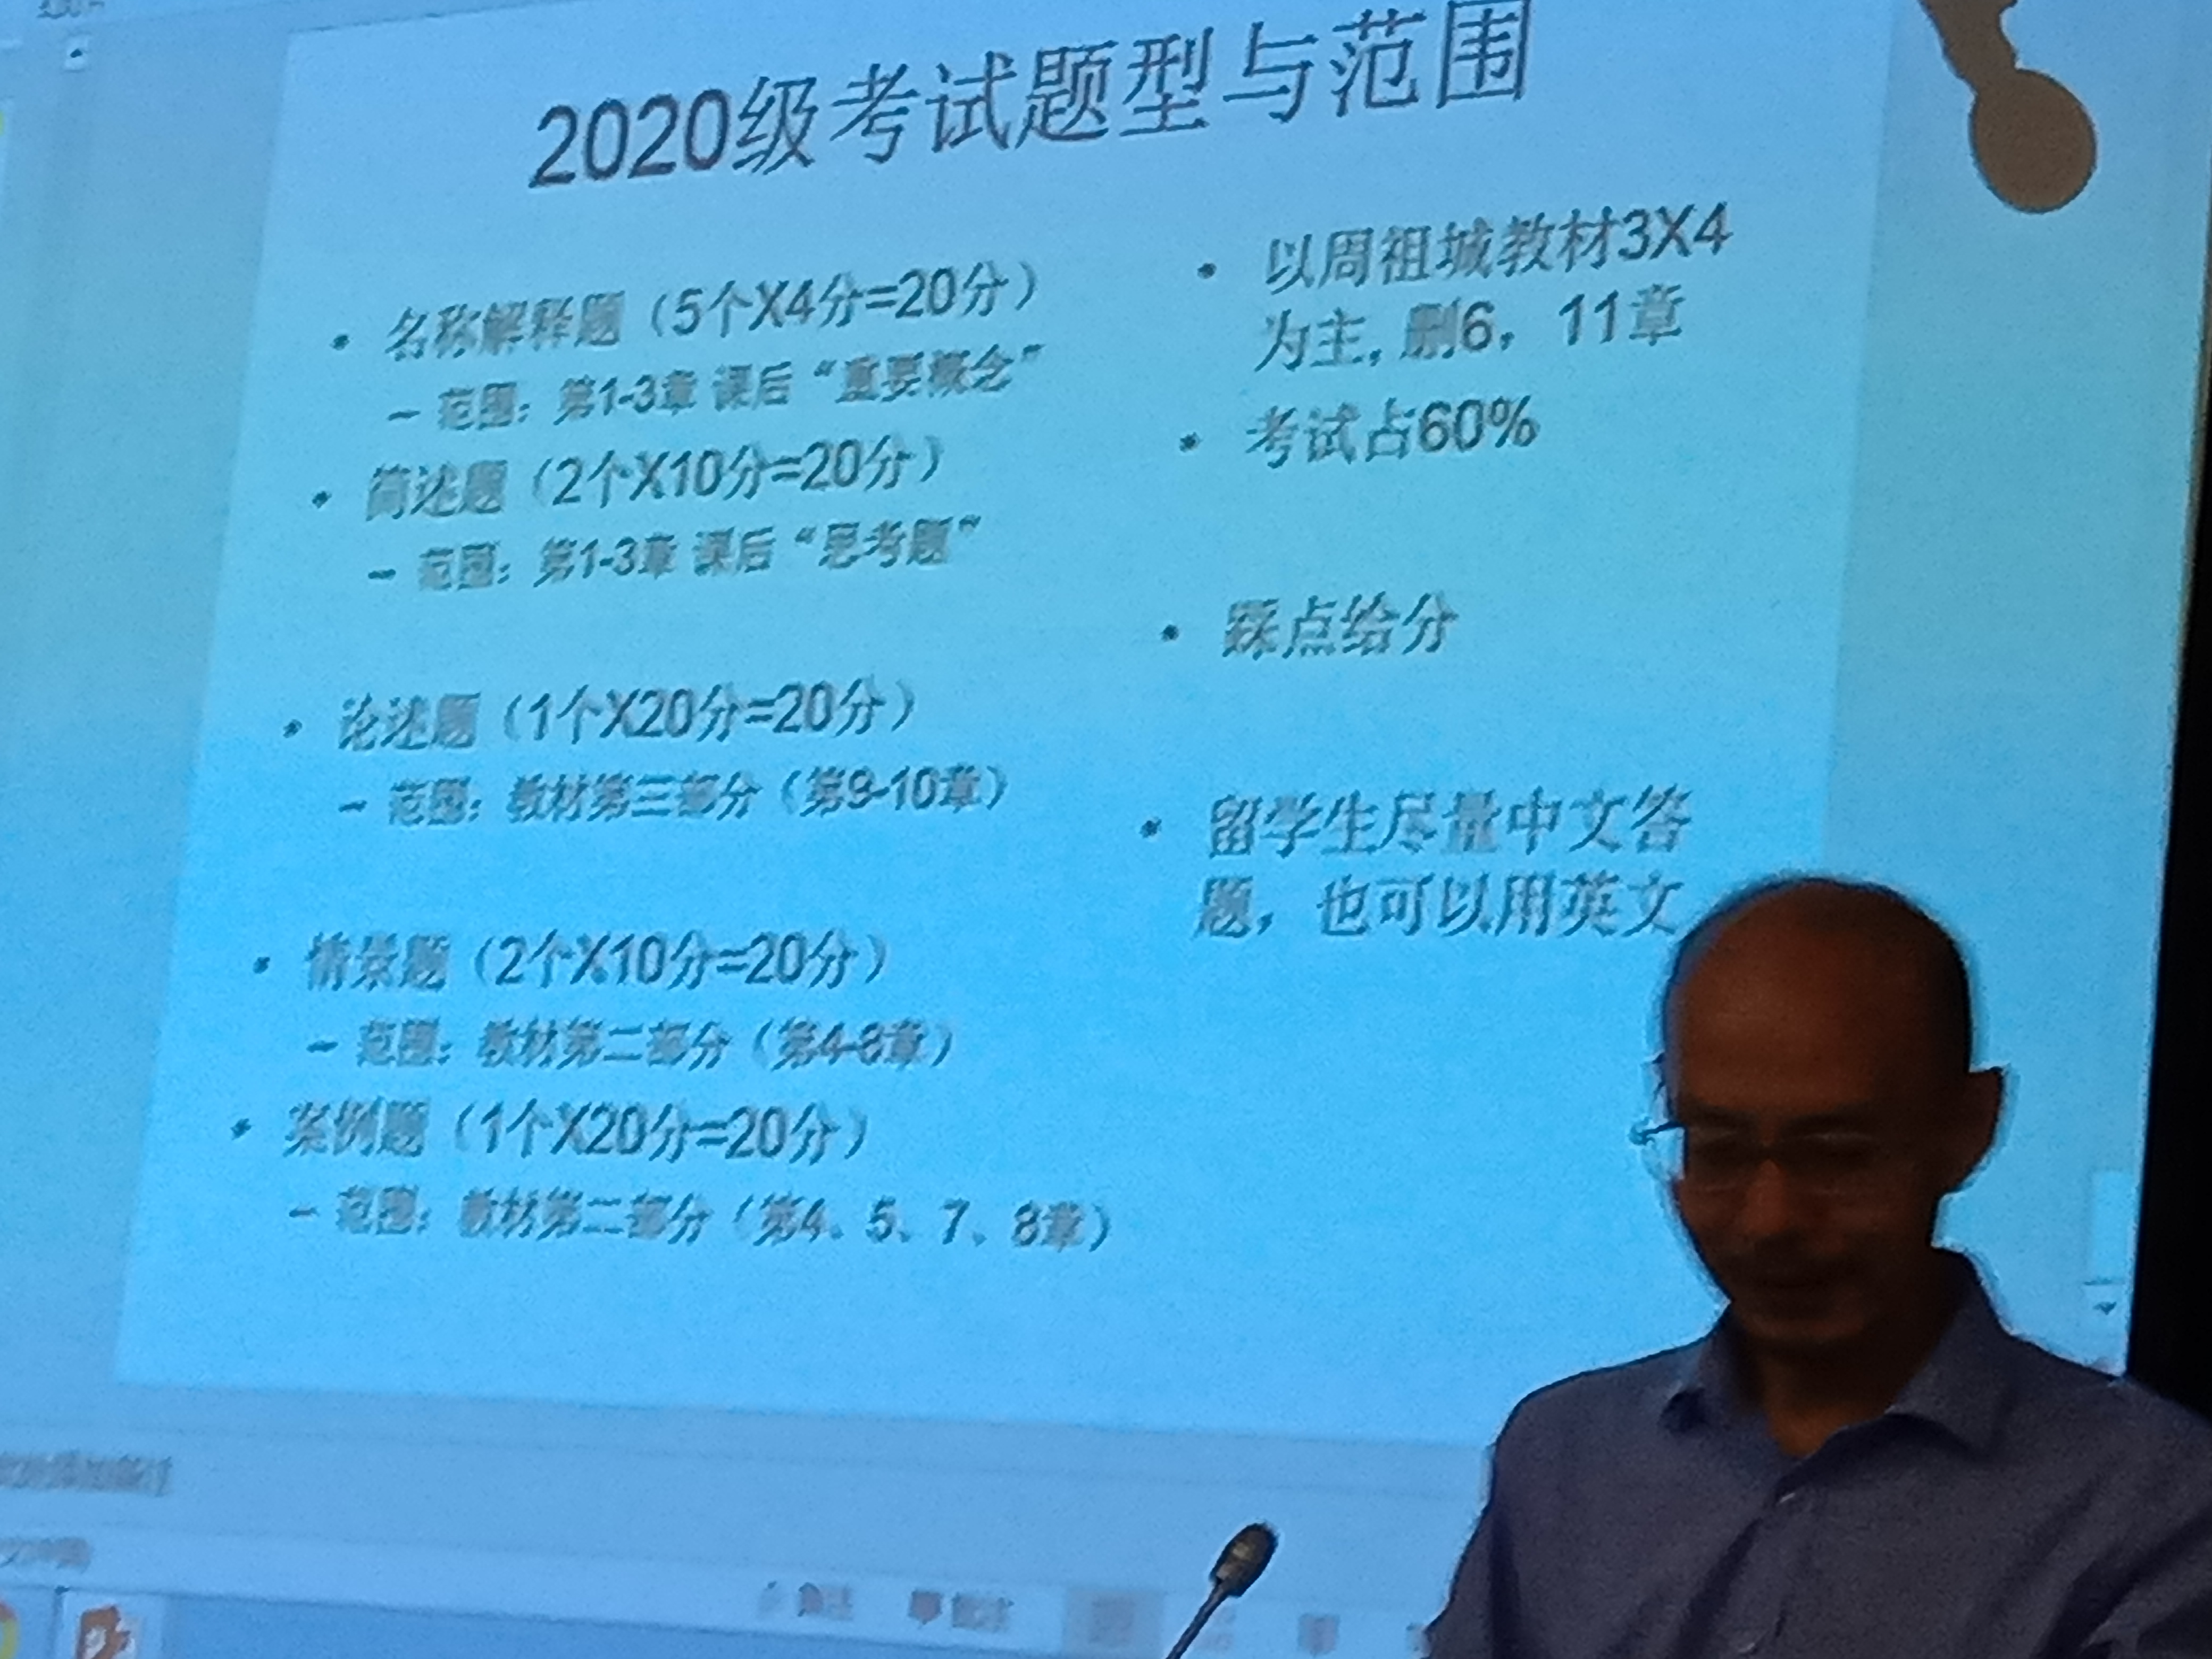 2020级考试题型与范围
• 名称解释题（5个X4分=20分）
– 范围：第1-3章 课后“重要概念”
• 简述题（2个X10分=20分）
– 范围：第1-3章 课后“思考题”
• 论述题（1个X20分=20分）
– 范围：教材第三部分（第9-10章）
• 情景题（2个X10分=20分）
– 范围：教材第二部分（第4-8章）
• 案例题（1个X20分=20分）
– 范围：教材第二部分（第4、5、7、8章）
• 以周祖城教材3X4
为主, 删6，11章
• 考试占60%
• 踩点给分
• 留学生尽量中文答
题，也可以用英文